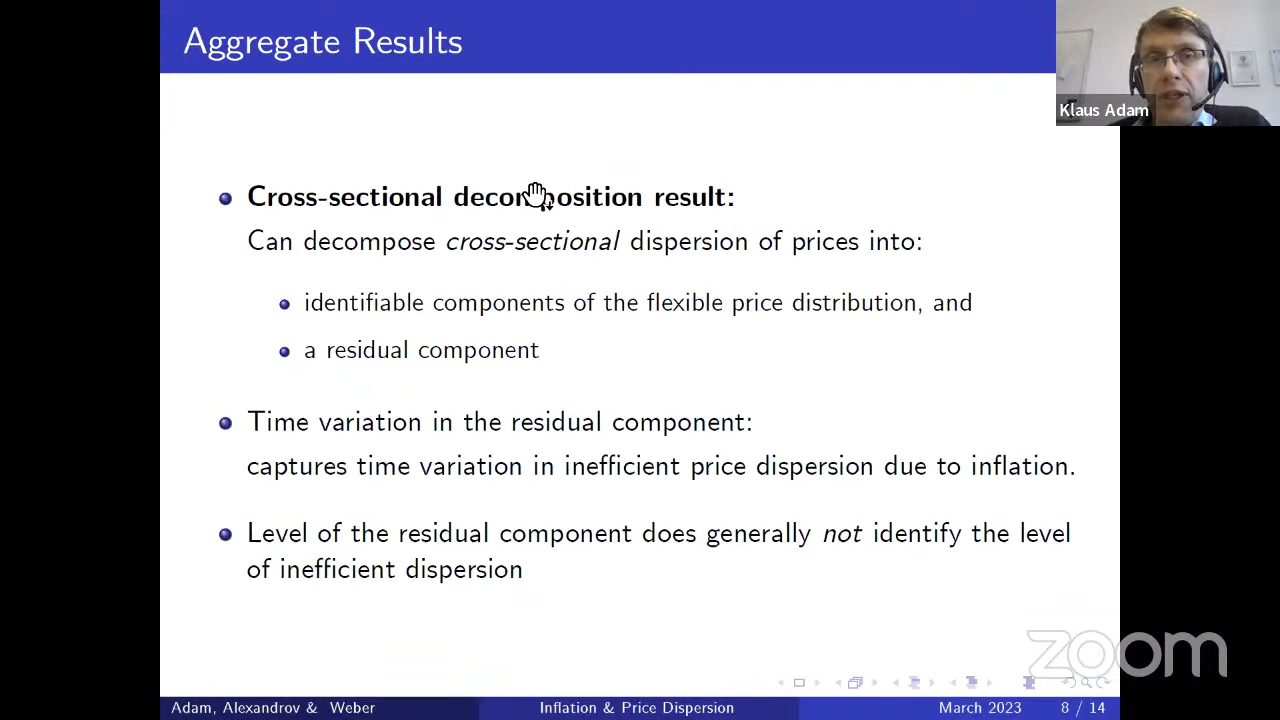 Aggregate Results
Klaus Adam
Cross-sectional decomposition result:
Can decompose cross-sectional dispersion of prices into:
identifiable components of the flexible price distribution, and
a residual component
Time variation in the residual component:
captures time variation in inefficient price dispersion due to inflation.
Level of the residual component does generally not identify the level
of inefficient dispersion
zoom
Adam, Alexandrov & Weber
Inflation & Price Dispersion
March 2023
8 / 14